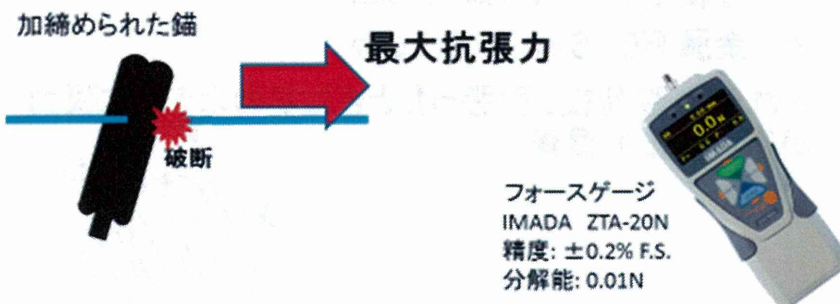 加締められた錨
最大抗張力
破断
0.0N
IMADA
フォースゲージ
IMADA ZTA-20N
精度: ±0.2% F.S.
分解能: 0.01N